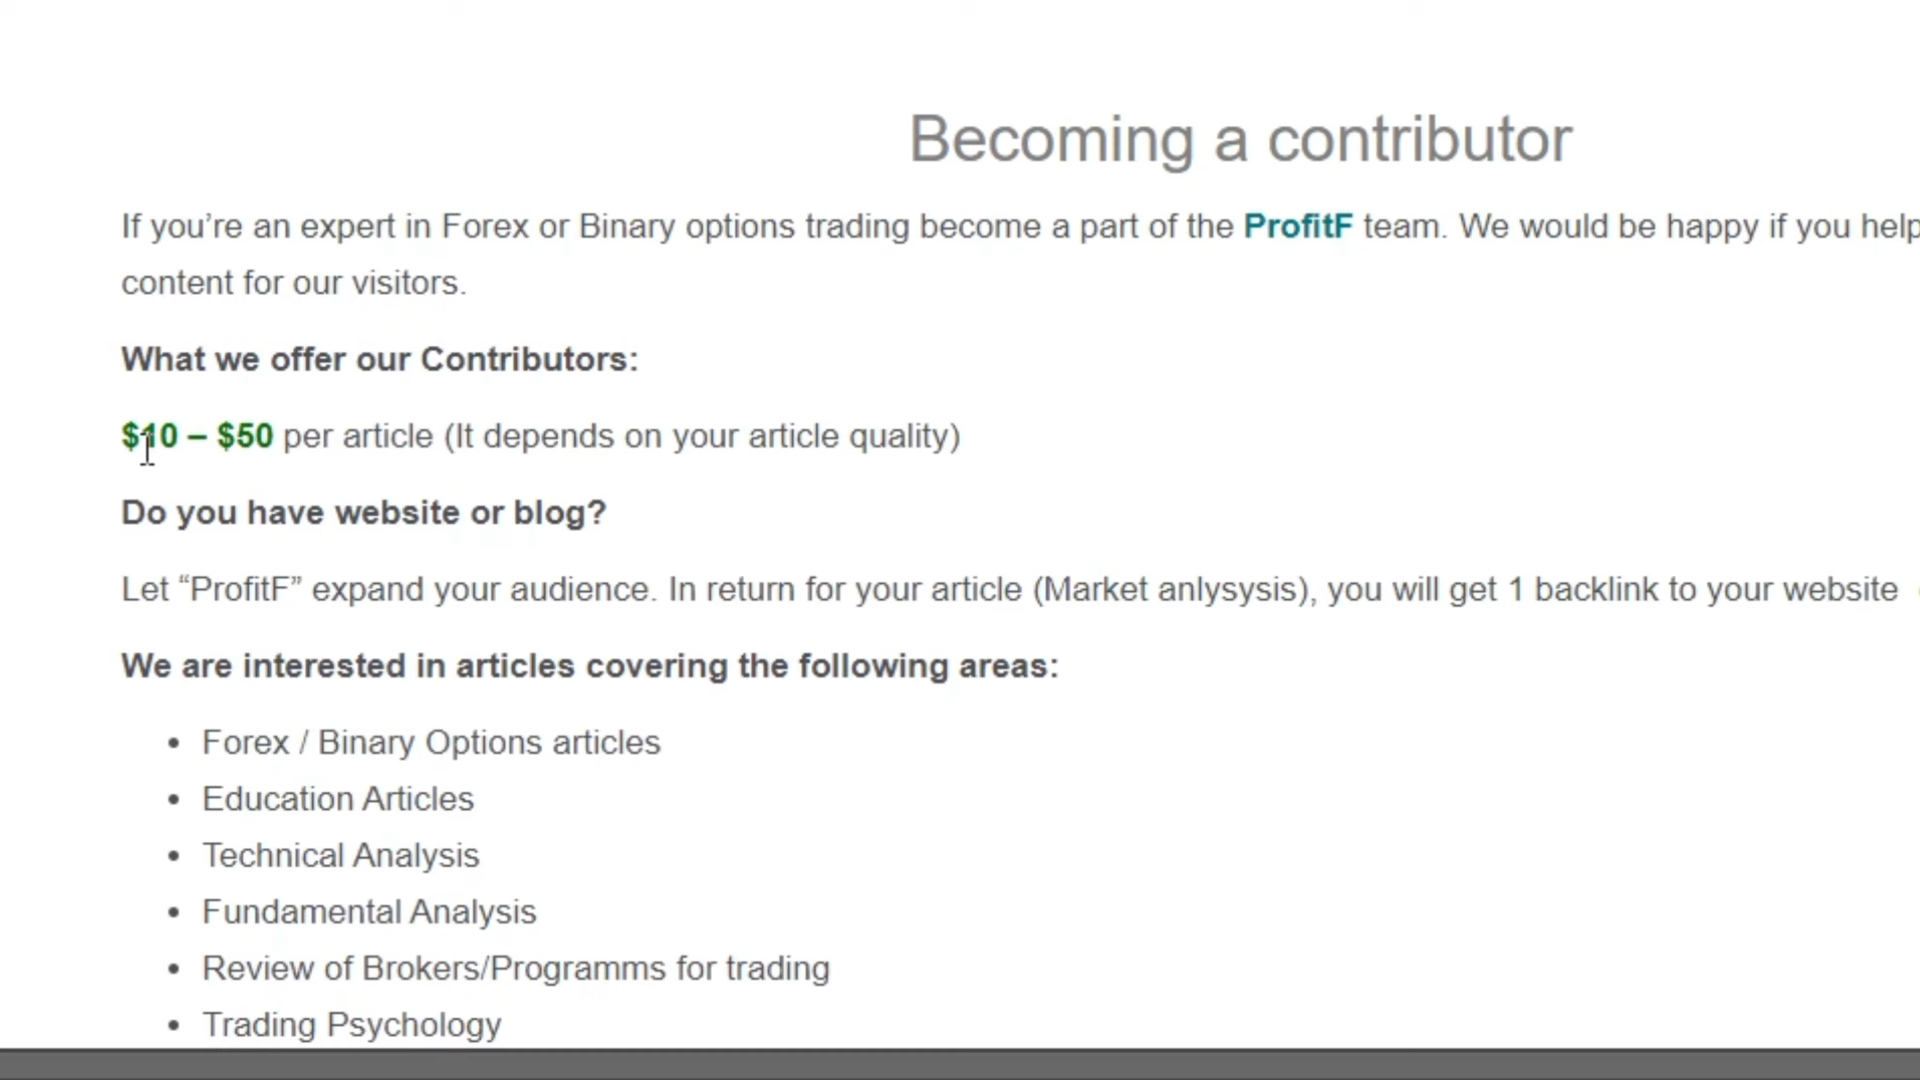 Becoming a contributor
If you’re an expert in Forex or Binary options trading become a part of the ProfitF team. We would be happy if you help
content for our visitors.
What we offer our Contributors:
$10 – $50 per article (It depends on your article quality)
Do you have website or blog?
Let “ProfitF” expand your audience. In return for your article (Market anlysysis), you will get 1 backlink to your website
We are interested in articles covering the following areas:
• Forex / Binary Options articles
• Education Articles
• Technical Analysis
• Fundamental Analysis
• Review of Brokers/Programms for trading
• Trading Psychology